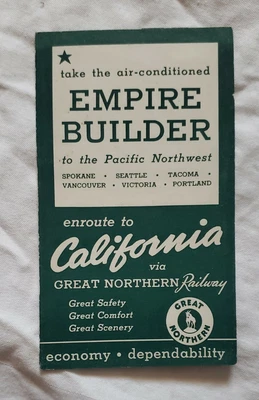 take the air-conditioned
EMPIRE
BUILDER
to the Pacific Northwest
SPOKANE • SEATTLE • TACOMA •
VANCOUVER • VICTORIA • PORTLAND
enroute to
California
via
GREAT NORTHERN Railway
Great Safety
Great Comfort
Great Scenery
GREAT
NORTHERN
economy • dependability